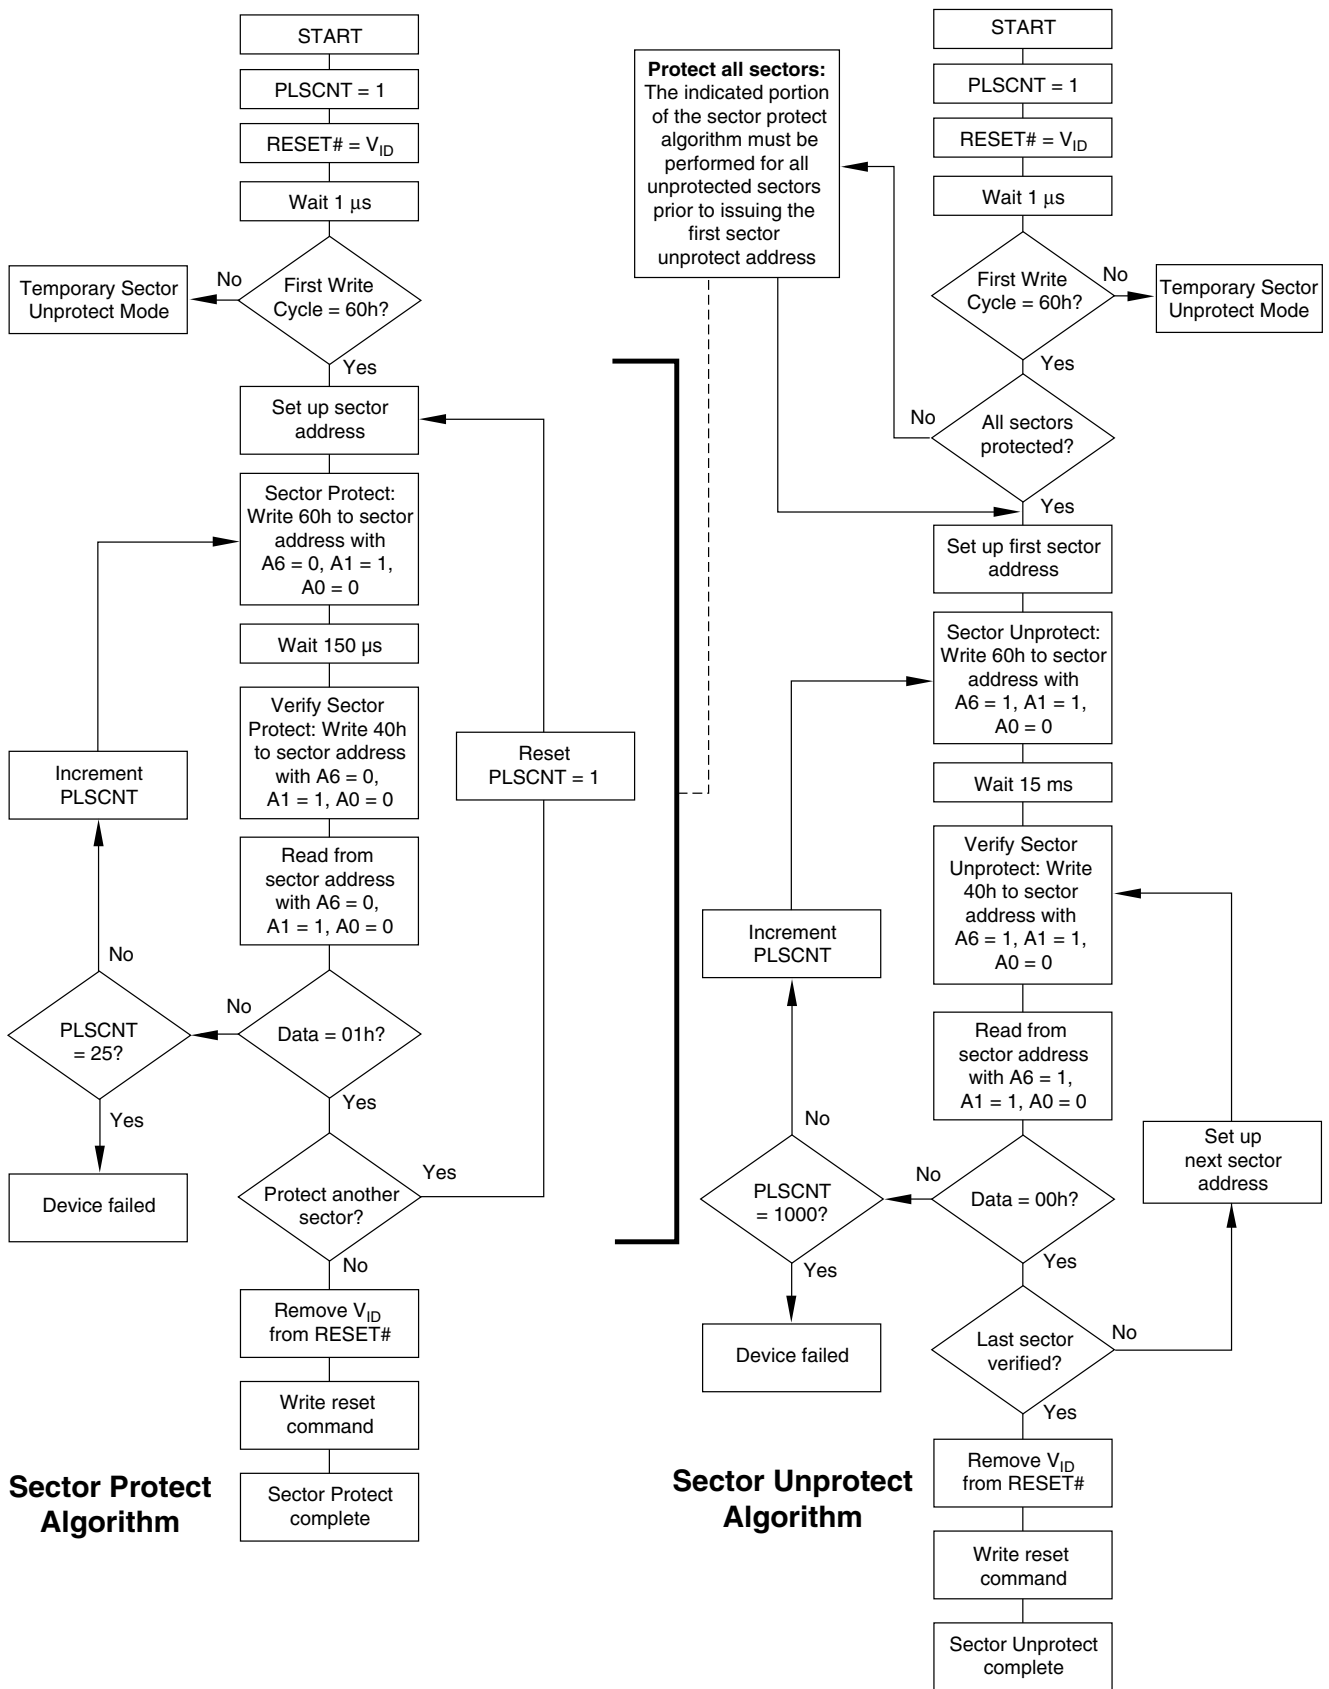 START
PLSCNT = 1
RESET# = VID
Wait 1 μs
First Write
Cycle = 60h?
No
Temporary Sector
Unprotect Mode
Yes
Set up sector
address
Sector Protect:
Write 60h to sector
address with
A6 = 0, A1 = 1,
A0 = 0
Wait 150 µs
Verify Sector
Protect: Write 40h
to sector address
with A6 = 0,
A1 = 1, A0 = 0
Increment
PLSCNT
Reset
PLSCNT = 1
Read from
sector address
with A6 = 0,
A1 = 1, A0 = 0
No
PLSCNT
= 25?
No
Data = 01h?
Yes
Yes
Device failed
Protect another
sector?
Yes
No
Remove VID
from RESET#
Write reset
command
Sector Protect
complete
Sector Protect
Algorithm
Protect all sectors:
The indicated portion
of the sector protect
algorithm must be
performed for all
unprotected sectors
prior to issuing the
first sector
unprotect address
START
PLSCNT = 1
RESET# = VID
Wait 1 μs
First Write
Cycle = 60h?
No
Temporary Sector
Unprotect Mode
Yes
No
All sectors
protected?
Yes
Set up first sector
address
Sector Unprotect:
Write 60h to sector
address with
A6 = 1, A1 = 1,
A0 = 0
Wait 15 ms
Verify Sector
Unprotect: Write
40h to sector
address with
A6 = 1, A1 = 1,
A0 = 0
Increment
PLSCNT
Read from
sector address
with A6 = 1,
A1 = 1, A0 = 0
No
Set up
next sector
address
PLSCNT
= 1000?
No
Data = 00h?
Yes
Yes
Device failed
Last sector
verified?
No
Yes
Remove VID
from RESET#
Write reset
command
Sector Unprotect
complete
Sector Unprotect
Algorithm